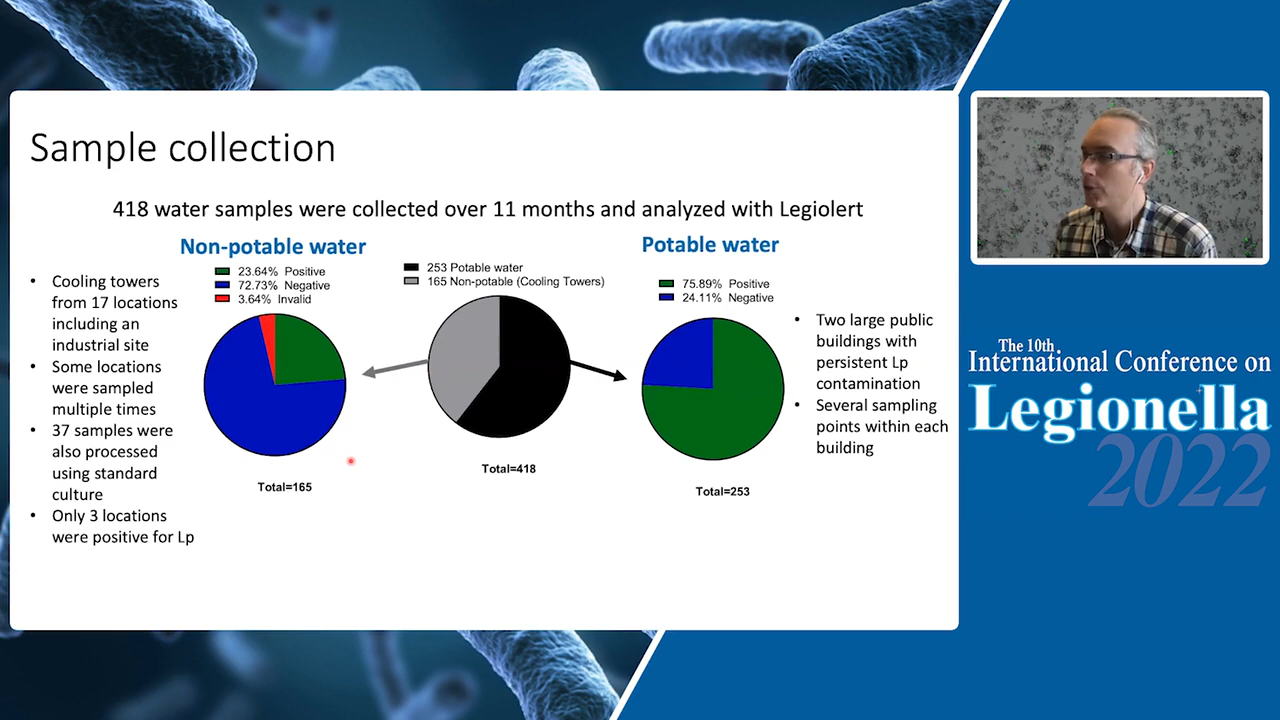 Sample collection
418 water samples were collected over 11 months and analyzed with Legiolert
Non-potable water
23.64% Positive
72.73% Negative
3.64% Invalid
• Cooling towers
from 17 locations
including an
industrial site
• Some locations
were sampled
multiple times
• 37 samples were
also processed
using standard
culture
• Only 3 locations
were positive for Lp
Total=165
253 Potable water
165 Non-potable (Cooling Towers)
Total=418
Potable water
75.89% Positive
24.11% Negative
Total=253
• Two large public
buildings with
persistent Lp
contamination
• Several sampling
points within each
building
The 10th
International Conference on
Legionella
2022